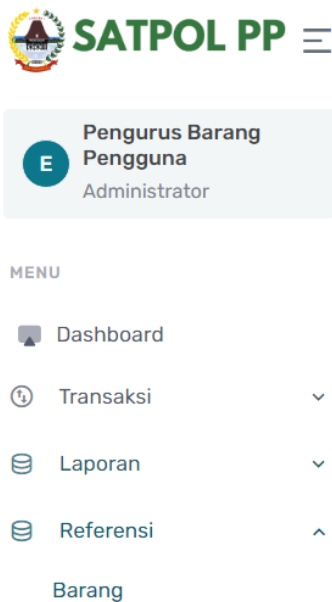 SATPOL PP
E
Pengurus Barang
Pengguna
Administrator
MENU
Dashboard
Transaksi
Laporan
Referensi
Barang